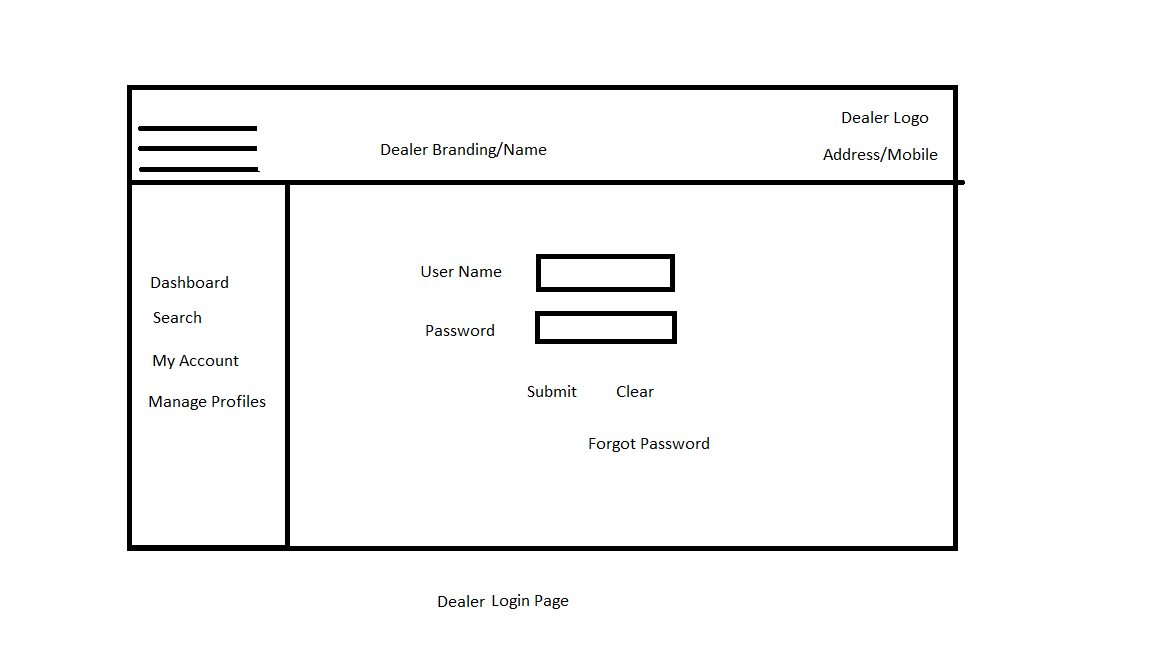 Dealer Logo
Dealer Branding/Name
Address/Mobile
Dashboard
Search
My Account
Manage Profiles
User Name
Password
Submit Clear
Forgot Password
Dealer Login Page